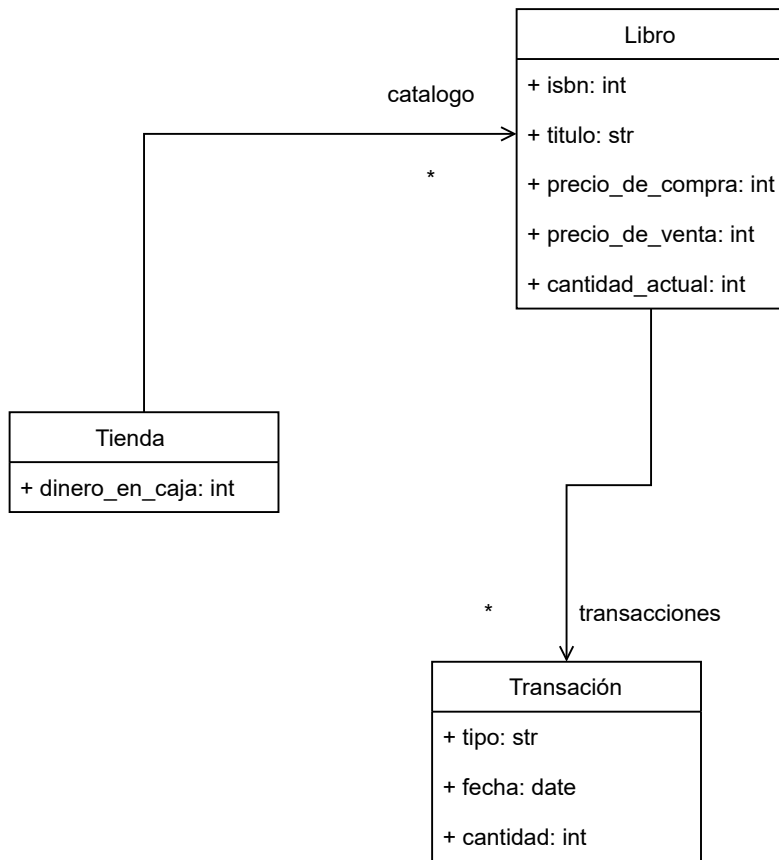 Libro
+ isbn: int
+ titulo: str
+ precio_de_compra: int
+ precio_de_venta: int
+ cantidad_actual: int
catalogo
*
Tienda
+ dinero_en_caja: int
*
transacciones
Transación
+ tipo: str
+ fecha: date
+ cantidad: int